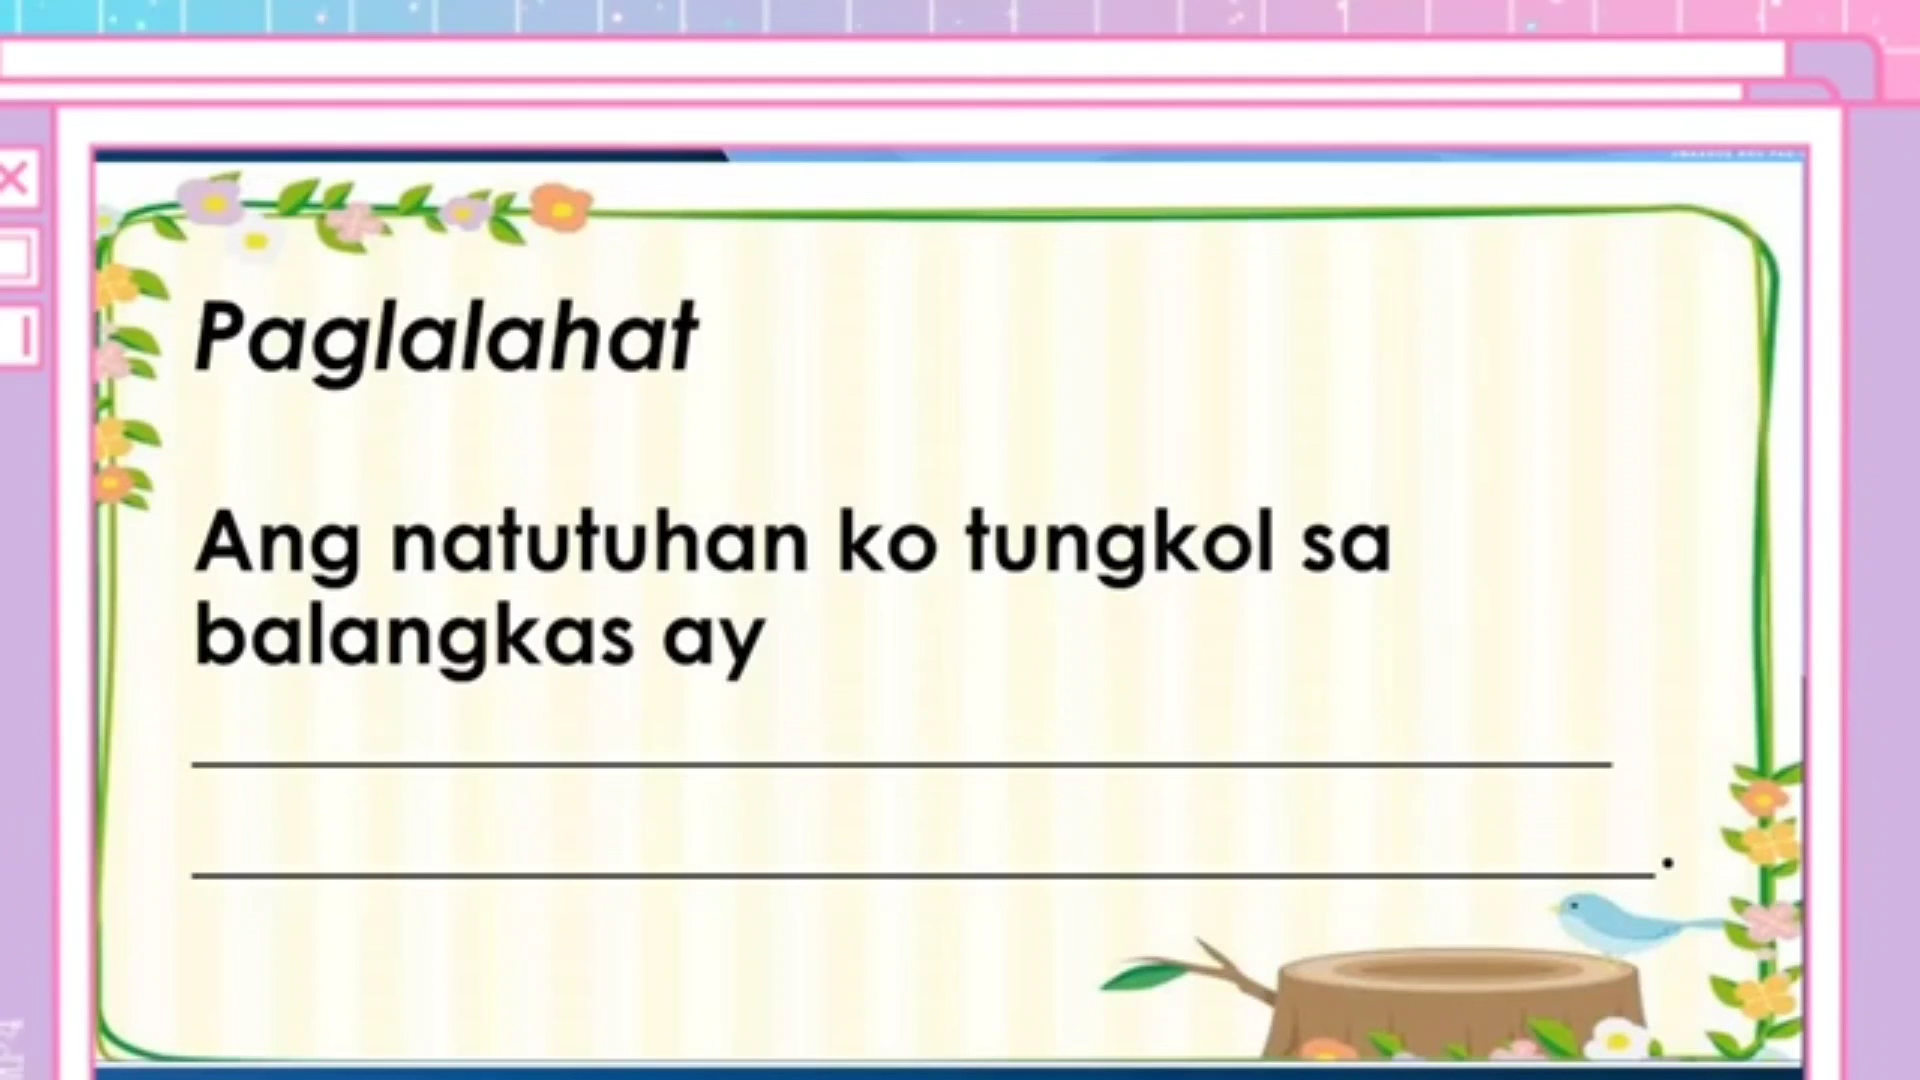 Paglalahat
Ang natutuhan ko tungkol sa
balangkas ay
.